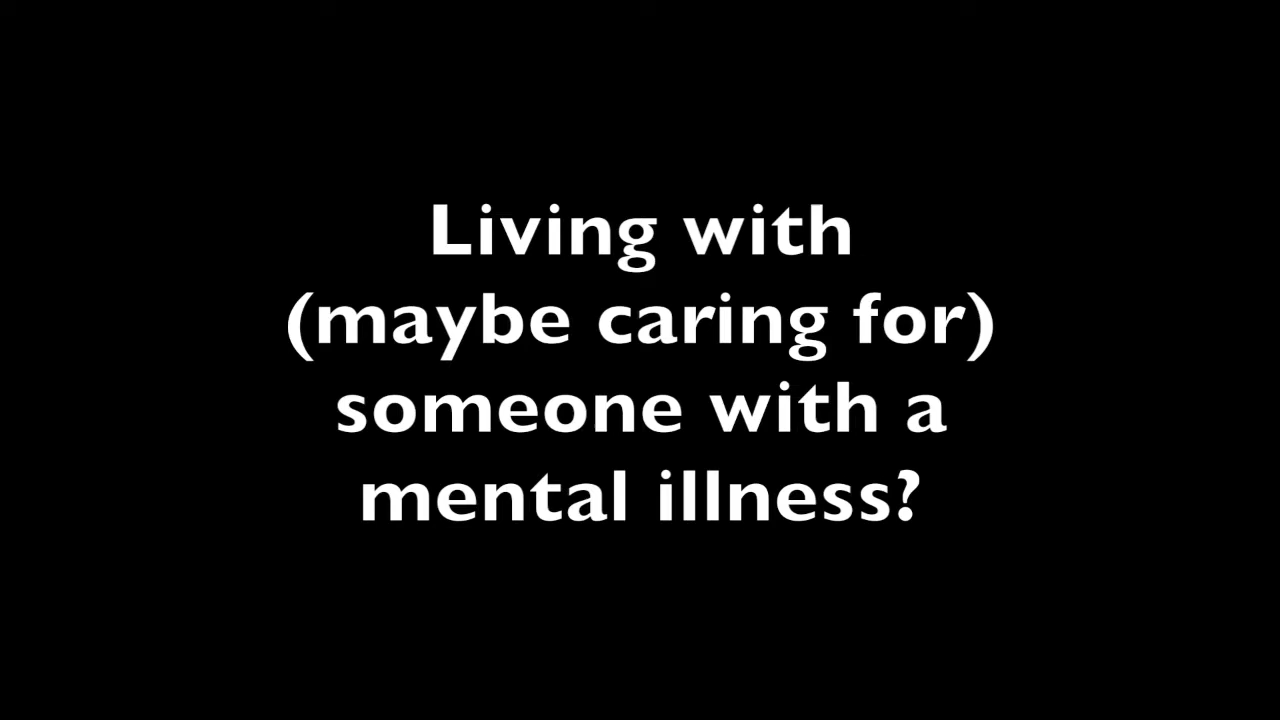 Living with
(maybe caring for)
someone with a
mental illness?